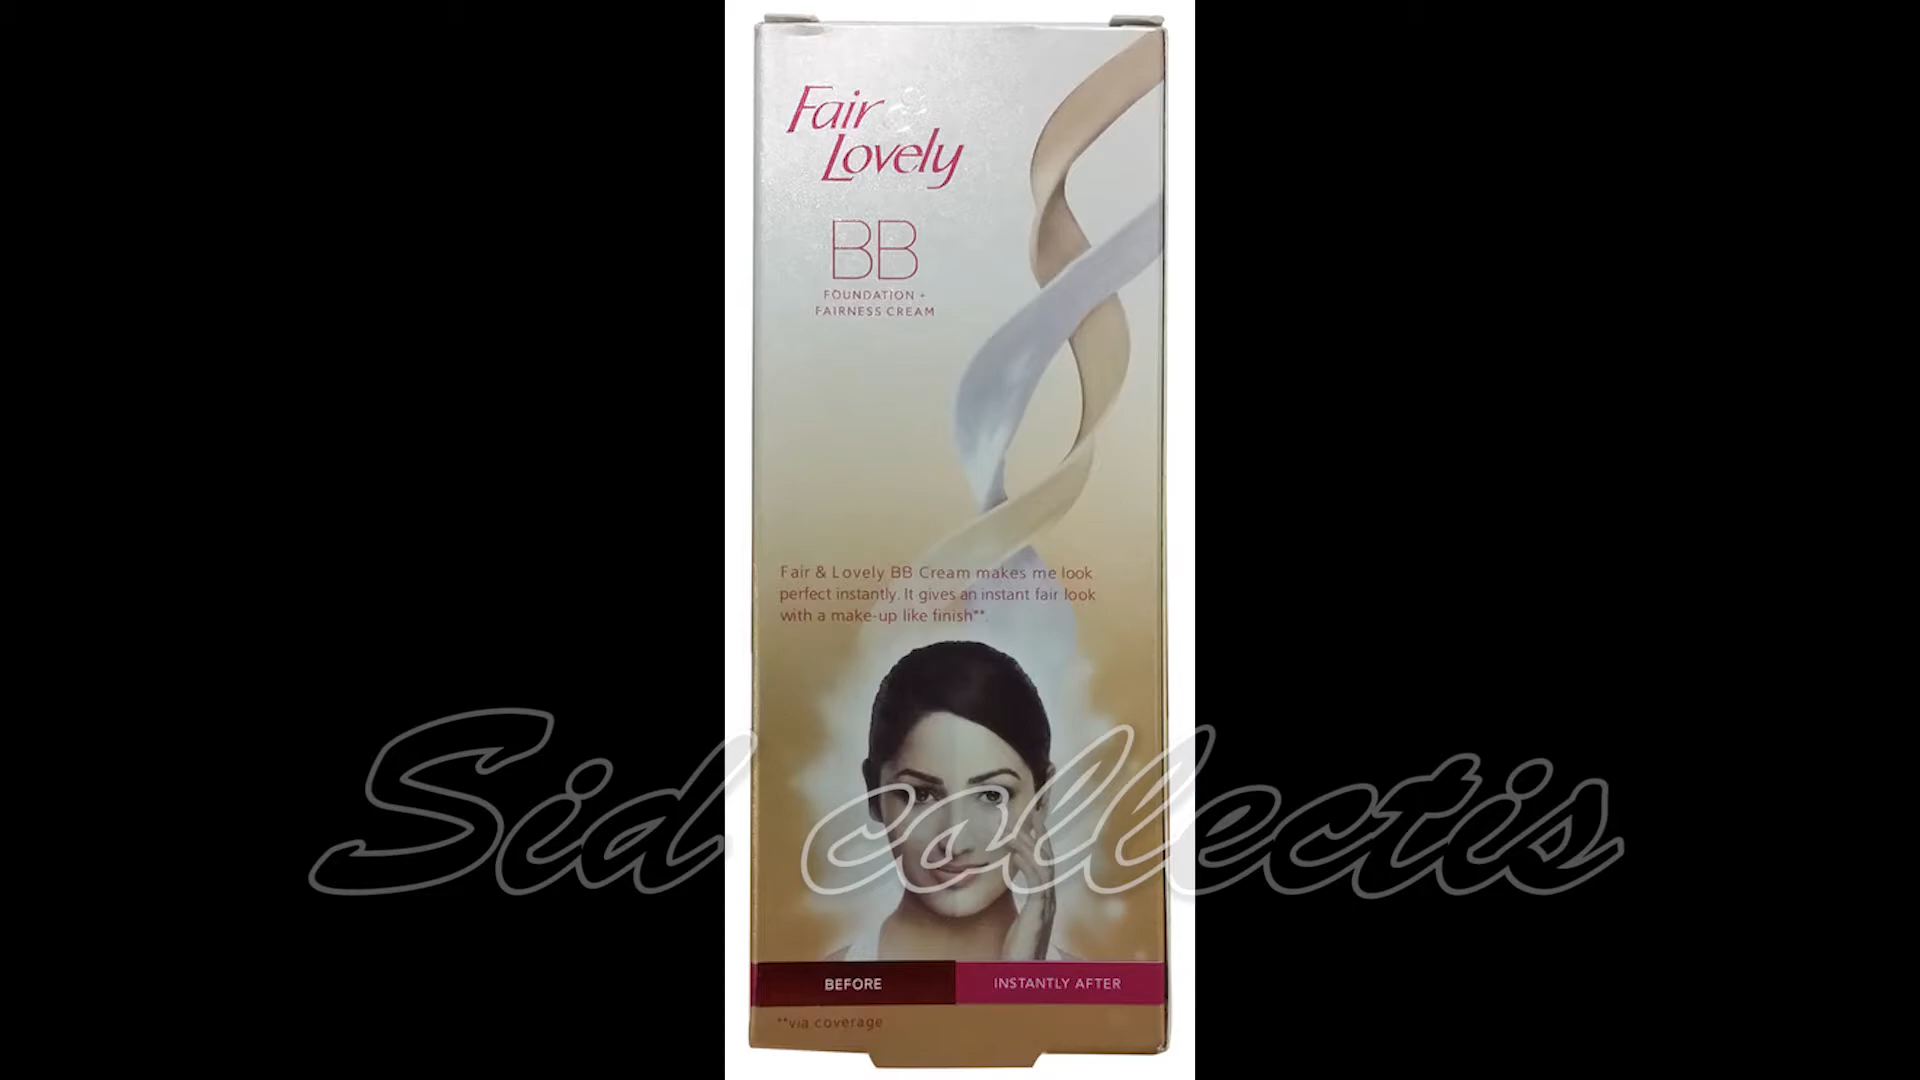 Fair &
Lovely
BB
FOUNDATION +
FAIRNESS CREAM
Fair & Lovely BB Cream makes me look
perfect instantly. It gives an instant fair look
with a make-up like finish**.
Sid collectis
BEFORE
INSTANTLY AFTER
**via coverage